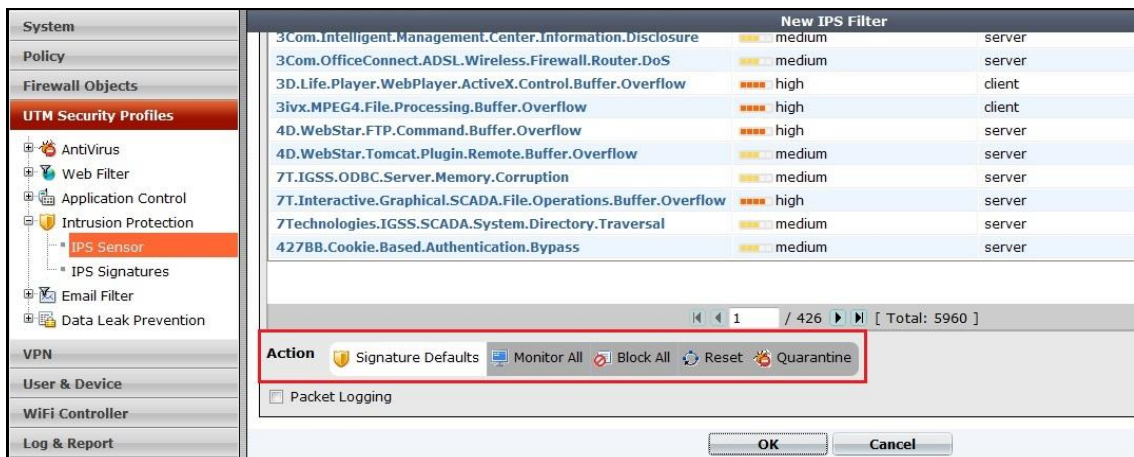 System
Policy
Firewall Objects
UTM Security Profiles
AntiVirus
Web Filter
Application Control
Intrusion Protection
IPS Sensor
IPS Signatures
Email Filter
Data Leak Prevention
VPN
User & Device
WiFi Controller
Log & Report
New IPS Filter
3Com.Intelligent.Management.Center.Information.Disclosure medium server
3Com.OfficeConnect.ADSL.Wireless.Firewall.Router.DoS medium server
3D.Life.Player.WebPlayer.ActiveX.Control.Buffer.Overflow high client
3ivx.MPEG4.File.Processing.Buffer.Overflow high client
4D.WebStar.FTP.Command.Buffer.Overflow high server
4D.WebStar.Tomcat.Plugin.Remote.Buffer.Overflow medium server
7T.IGSS.ODBC.Server.Memory.Corruption medium server
7T.Interactive.Graphical.SCADA.File.Operations.Buffer.Overflow high server
7Technologies.IGSS.SCADA.System.Directory.Traversal medium server
427BB.Cookie.Based.Authentication.Bypass medium server
1 / 426 [ Total: 5960 ]
Action Signature Defaults Monitor All Block All Reset Quarantine
Packet Logging
OK Cancel